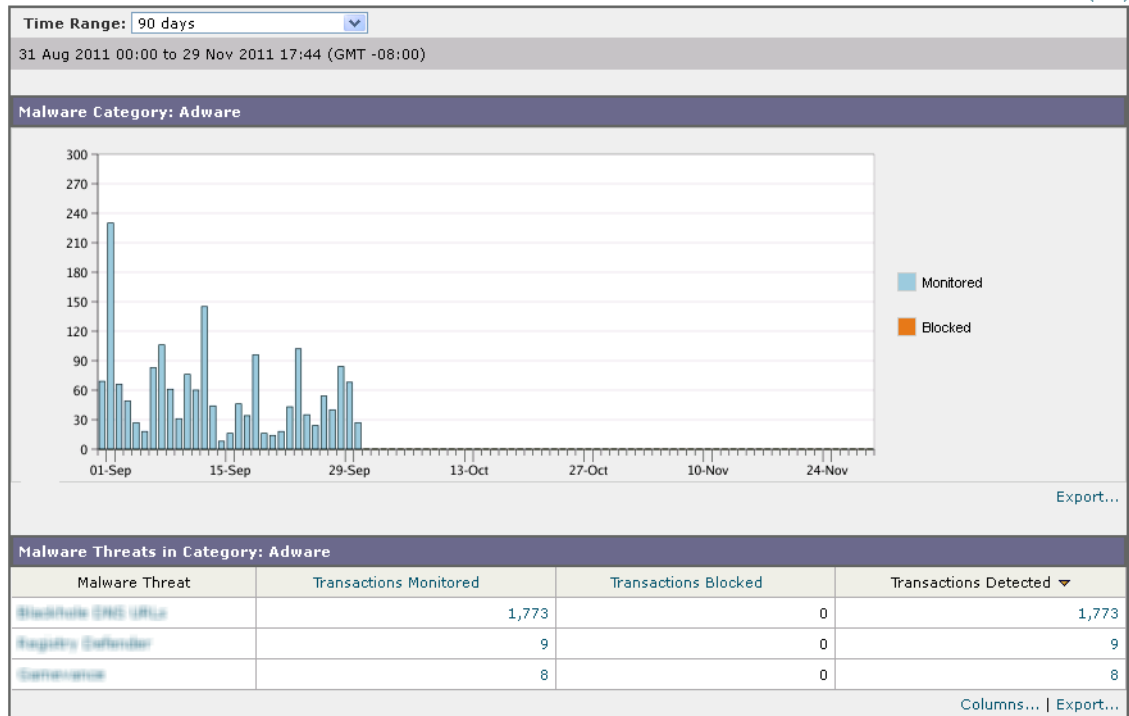 Time Range: 90 days
31 Aug 2011 00:00 to 29 Nov 2011 17:44 (GMT -08:00)
Malware Category: Adware
300
270
240
210
180
150
120
90
60
30
0
01-Sep 15-Sep 29-Sep 13-Oct 27-Oct 10-Nov 24-Nov
Monitored
Blocked
Export...
Malware Threats in Category: Adware
Malware Threat Transactions Monitored Transactions Blocked Transactions Detected
1,773 0 1,773
9 0 9
8 0 8
Columns... | Export...